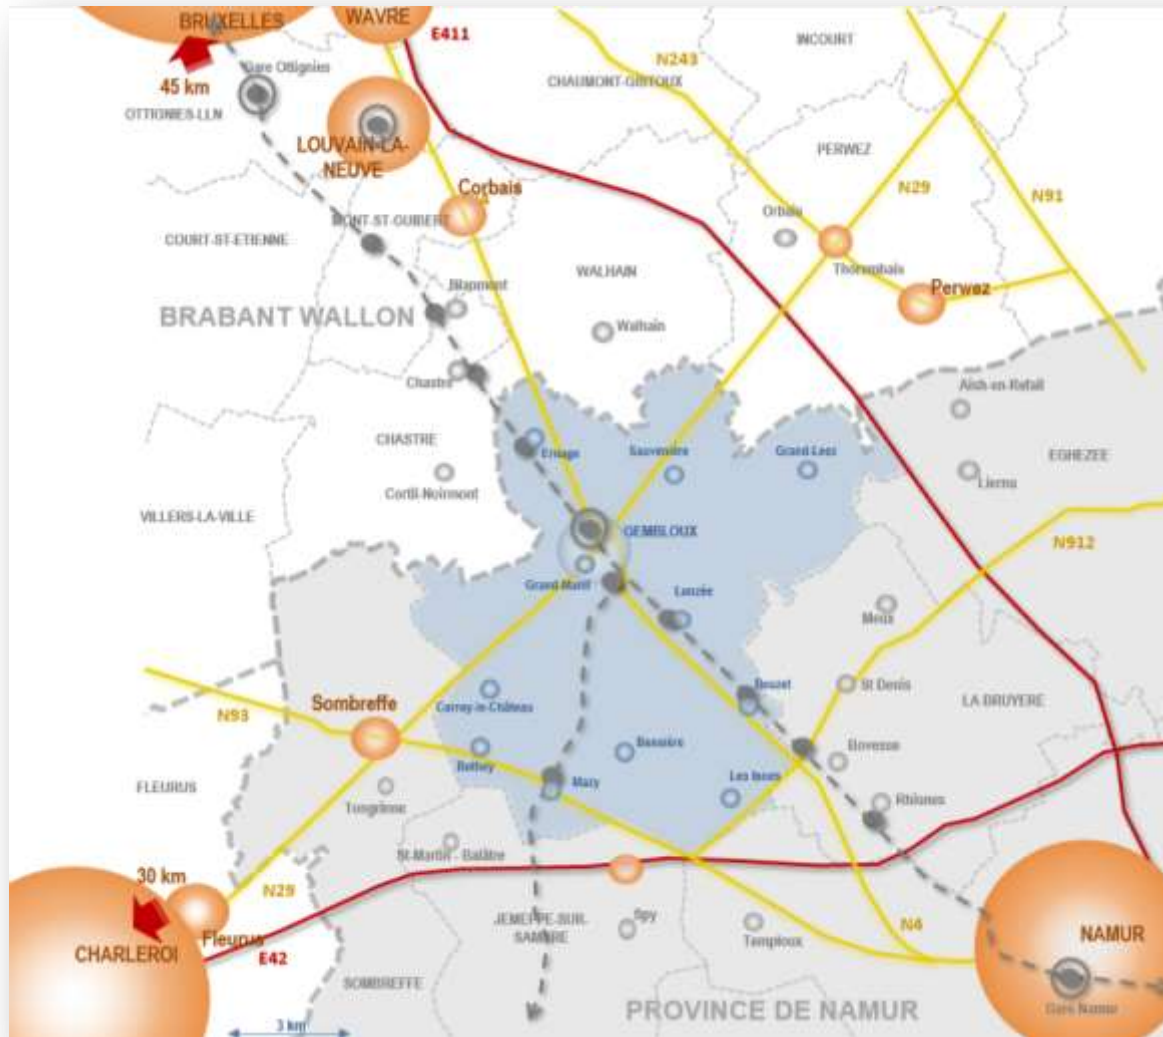 BRUXELLES
WAVRE
E411
INCOURT
N243
Gare Ottignies
45 km
CHAUMONT-GISTOUX
OTTIGNIES-LLN
LOUVAIN-LA-
NEUVE
PERWEZ
Corbais
N29
N91
MONT-ST-GUIBERT
COURT-ST-ETIENNE
WALHAIN
Perwez
BRABANT WALLON
Walhain
Chastre
Aish-en-Refail
CHASTRE
Ernage
Sauvenière
Grand-Leez
EGHEZEE
Cortil-Noirmont
Liernu
VILLERS-LA-VILLE
GEMBLOUX
N912
Grand-Manil
Lonzée
Meux
Beuzet
St Denis
Sombreffe
LA BRUYERE
Corroy-le-Château
N93
Bossière
Bovesse
Bothey
Mazy
Les Isnes
FLEURUS
Tongrinne
Rhisnes
St-Martin - Balâtre
30 km
N29
JEMEPPE-SUR-
SAMBRE
Spy
Temploux
N4
NAMUR
Fleurus
CHARLEROI
E42
SOMBREFFE
PROVINCE DE NAMUR
Gare Namur
3 km